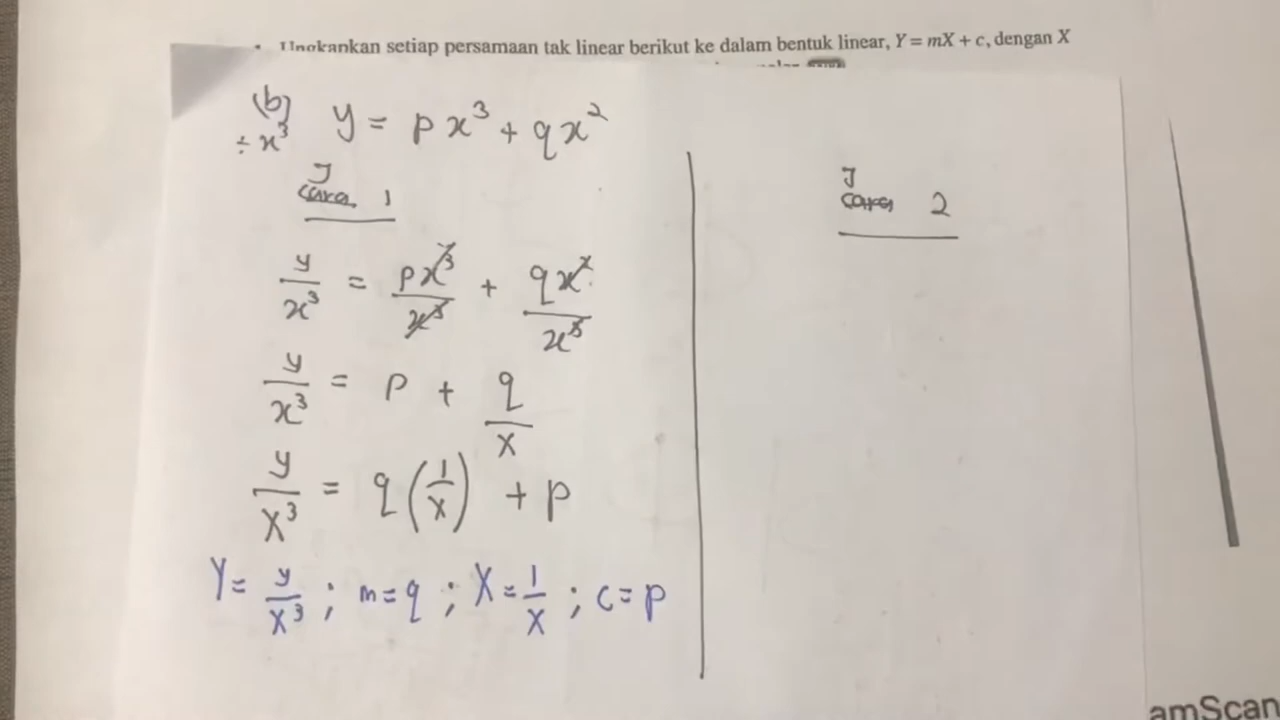 setiap persamaan tak linear berikut ke dalam bentuk linear, Y = mX + c, dengan X
(b) y = px³ + qx²
÷ x³
J
cara 1
y/x³ = px³/x³ + qx²/x³
y/x³ = p + q/x
y/x³ = q(1/x) + p
Y = y/x³ ; m = q ; X = 1/x ; c = p
J
cara 2
amScan